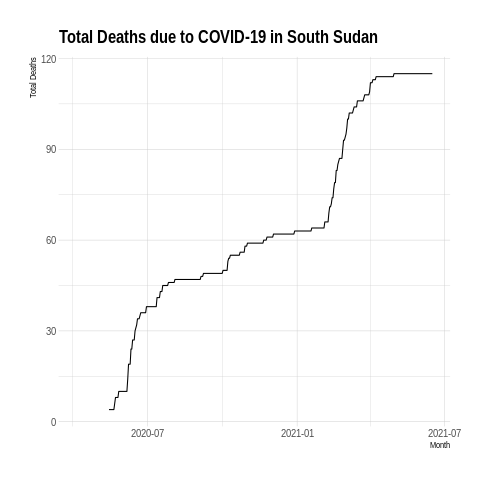 Total Deaths due to COVID-19 in South Sudan
Total Deaths
120
90
60
30
0
2020-07
2021-01
2021-07
Month